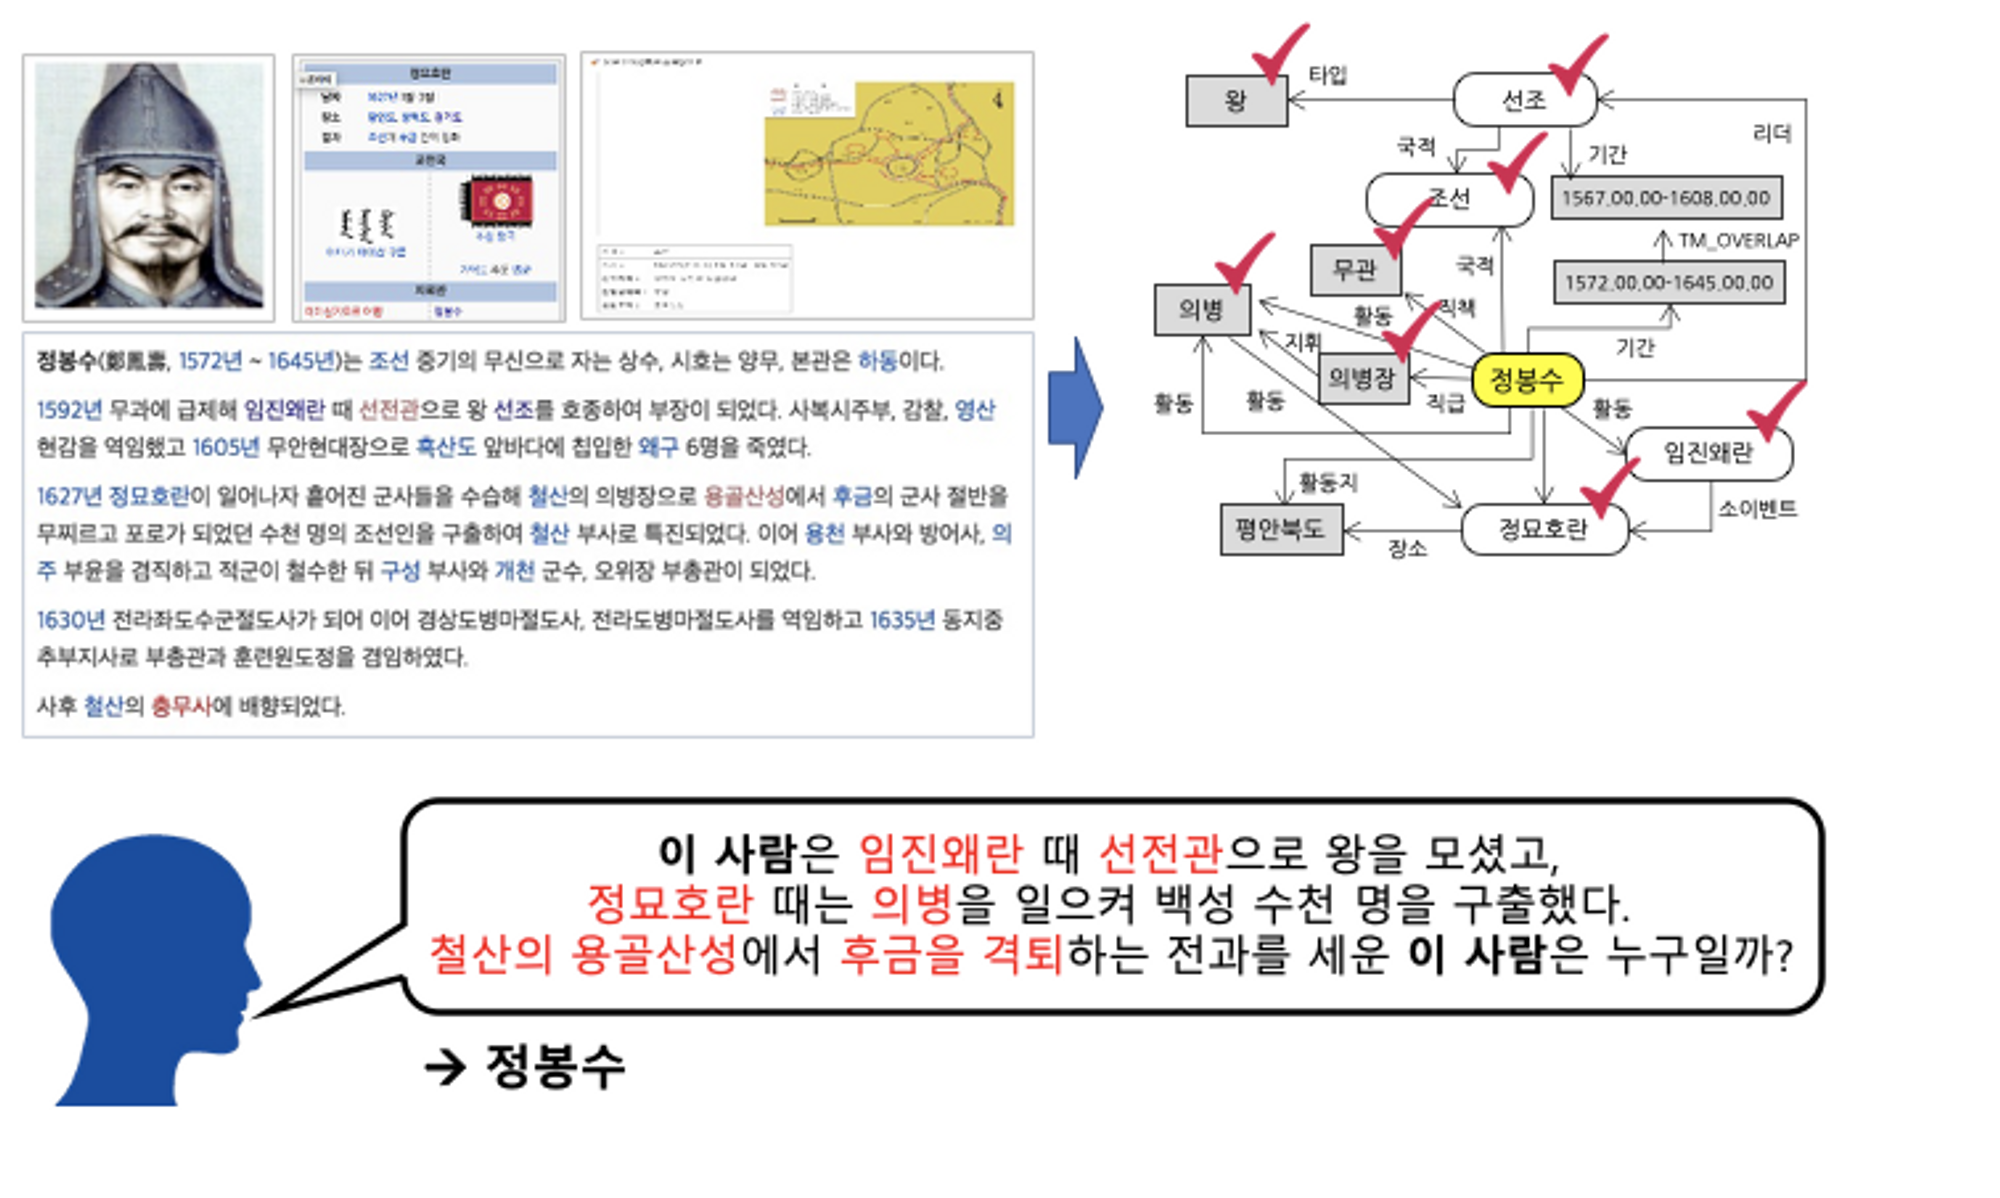 정묘호란
날짜
1627년
장소
결과
교전국
지휘관
정봉수
4
정봉수(鄭鳳壽, 1572년 ~ 1645년)는 조선 중기의 무신으로 자는 상수, 시호는 양무, 본관은 하동이다.
1592년 무과에 급제해 임진왜란 때 선전관으로 왕 선조를 호종하여 부장이 되었다. 사복시주부, 감찰, 영산
현감을 역임했고 1605년 무안현대장으로 흑산도 앞바다에 침입한 왜구 6명을 죽였다.
1627년 정묘호란이 일어나자 흩어진 군사들을 수습해 철산의 의병장으로 용골산성에서 후금의 군사 절반을
무찌르고 포로가 되었던 수천 명의 조선인을 구출하여 철산 부사로 특진되었다. 이어 용천 부사와 방어사, 의
주 부윤을 겸직하고 적군이 철수한 뒤 구성 부사와 개천 군수, 오위장 부총관이 되었다.
1630년 전라좌도수군절도사가 되어 이어 경상도병마절도사, 전라도병마절도사를 역임하고 1635년 동지중
추부지사로 부총관과 훈련원도정을 겸임하였다.
사후 철산의 충무사에 배향되었다.
타입
왕
선조
리더
국적
기간
조선
1567.00.00-1608.00.00
TM_OVERLAP
무관
국적
1572.00.00-1645.00.00
의병
활동
직책
지휘
기간
의병장
정봉수
활동
활동
직급
활동
임진왜란
활동지
소이벤트
평안북도
정묘호란
장소
이 사람은 임진왜란 때 선전관으로 왕을 모셨고,
정묘호란 때는 의병을 일으켜 백성 수천 명을 구출했다.
철산의 용골산성에서 후금을 격퇴하는 전과를 세운 이 사람은 누구일까?
→ 정봉수